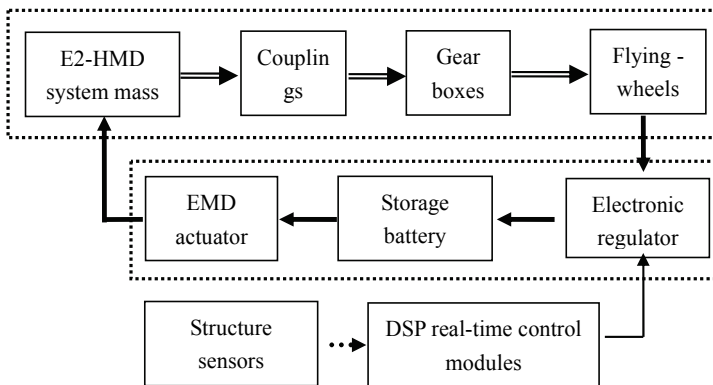 E2-HMD
system mass
Couplin
gs
Gear
boxes
Flying -
wheels
EMD
actuator
Storage
battery
Electronic
regulator
Structure
sensors
DSP real-time control
modules